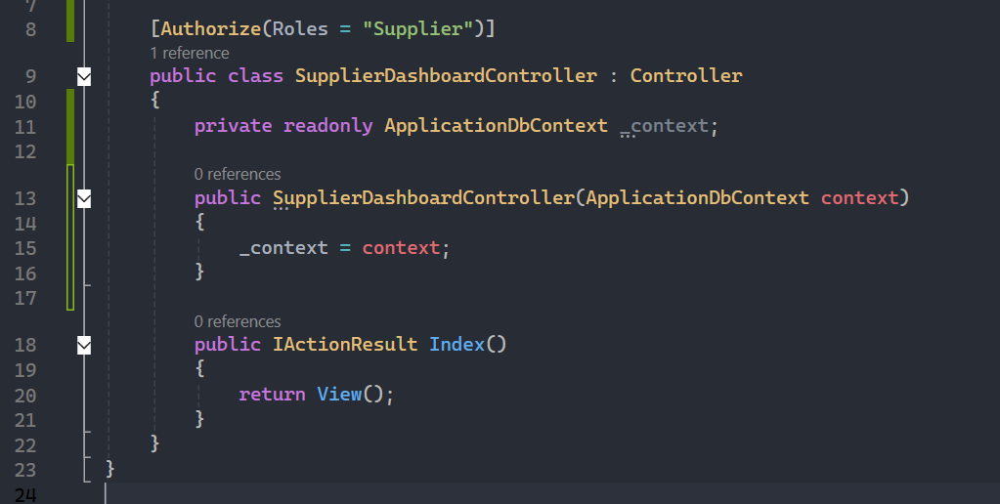 7
8 [Authorize(Roles = "Supplier")]
1 reference
9 public class SupplierDashboardController : Controller
10 {
11 private readonly ApplicationDbContext _context;
12
0 references
13 public SupplierDashboardController(ApplicationDbContext context)
14 {
15 _context = context;
16 }
17
0 references
18 public IActionResult Index()
19 {
20 return View();
21 }
22 }
23 }
24